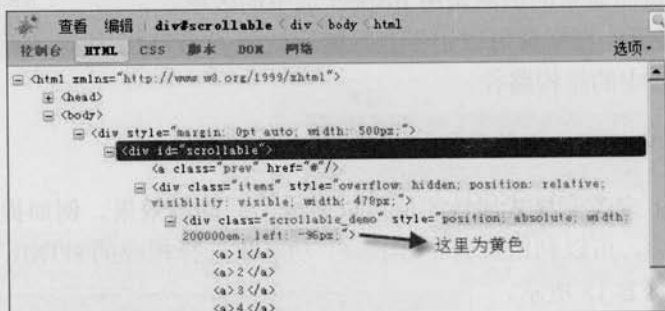 查看 编辑 div#scrollable < div < body < html
控制台 HTML CSS 脚本 DOM 网络 选项
<html xmlns="http://www.w3.org/1999/xhtml">
<head>
<body>
<div style="margin: 0pt auto; width: 500px;">
<div id="scrollable">
<a class="prev" href="#"/>
<div class="items" style="overflow: hidden; position: relative;
visibility: visible; width: 478px;">
<div class="scrollable_demo" style="position: absolute; width:
200000em; left: -96px;">
这里为黄色
<a>1</a>
<a>2</a>
<a>3</a>
<a>4</a>